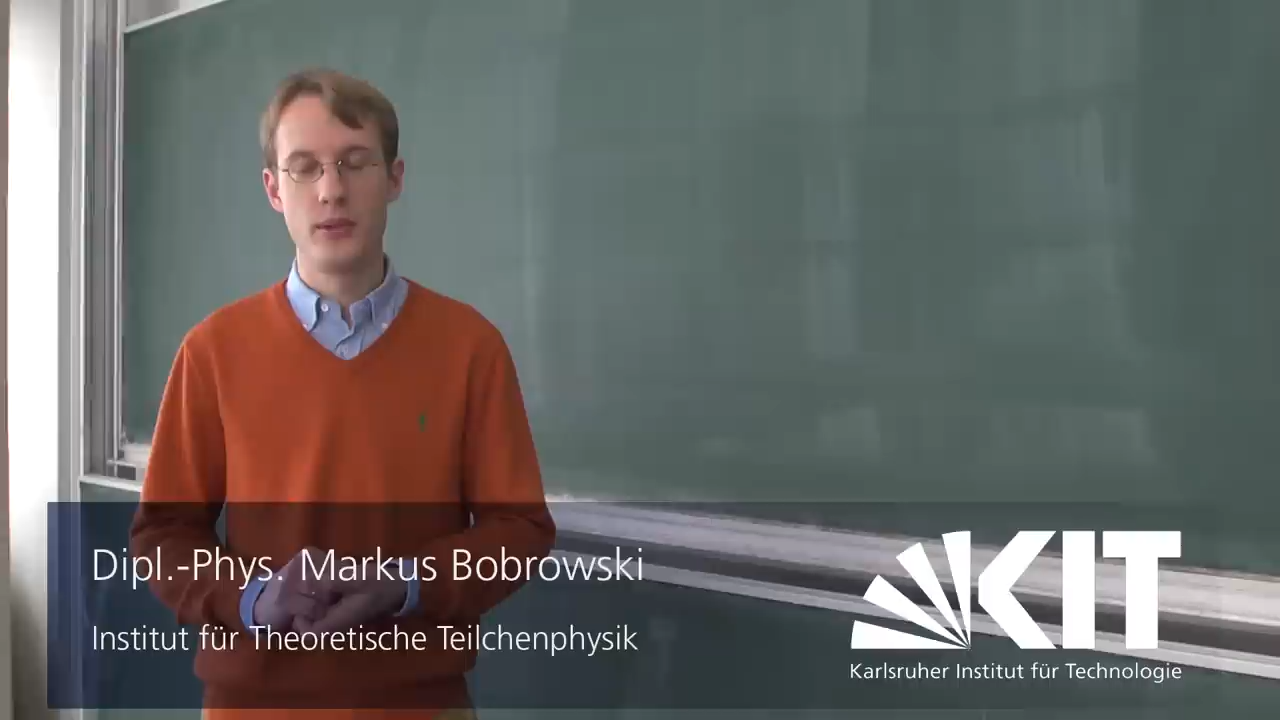 Dipl.-Phys. Markus Bobrowski
Institut für Theoretische Teilchenphysik
KIT
Karlsruher Institut für Technologie